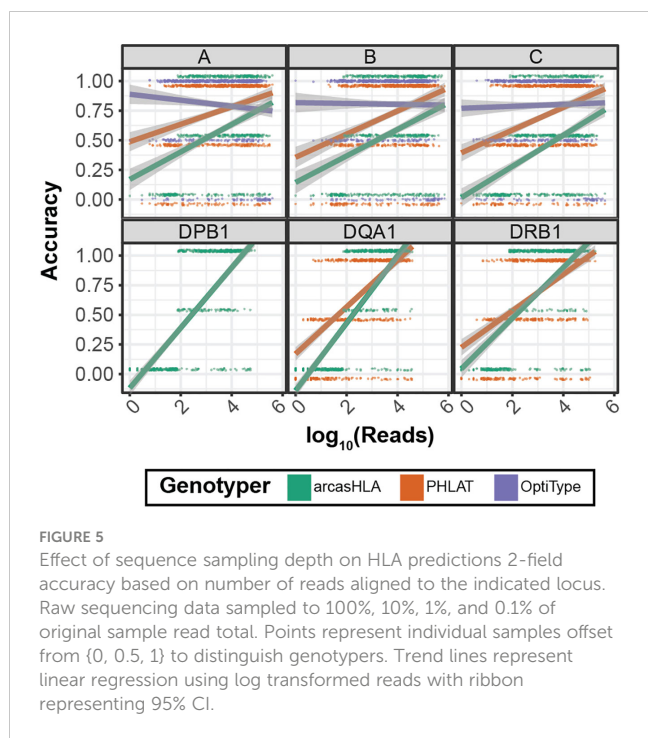 A B C
1.00
0.75
0.50
0.25
0.00
Accuracy
DPB1 DQA1 DRB1
1.00
0.75
0.50
0.25
0.00
0 2 4 6 0 2 4 6 0 2 4 6
log10(Reads)
Genotyper arcasHLA PHLAT OptiType
FIGURE 5
Effect of sequence sampling depth on HLA predictions 2-field
accuracy based on number of reads aligned to the indicated locus.
Raw sequencing data sampled to 100%, 10%, 1%, and 0.1% of
original sample read total. Points represent individual samples offset
from {0, 0.5, 1} to distinguish genotypers. Trend lines represent
linear regression using log transformed reads with ribbon
representing 95% CI.